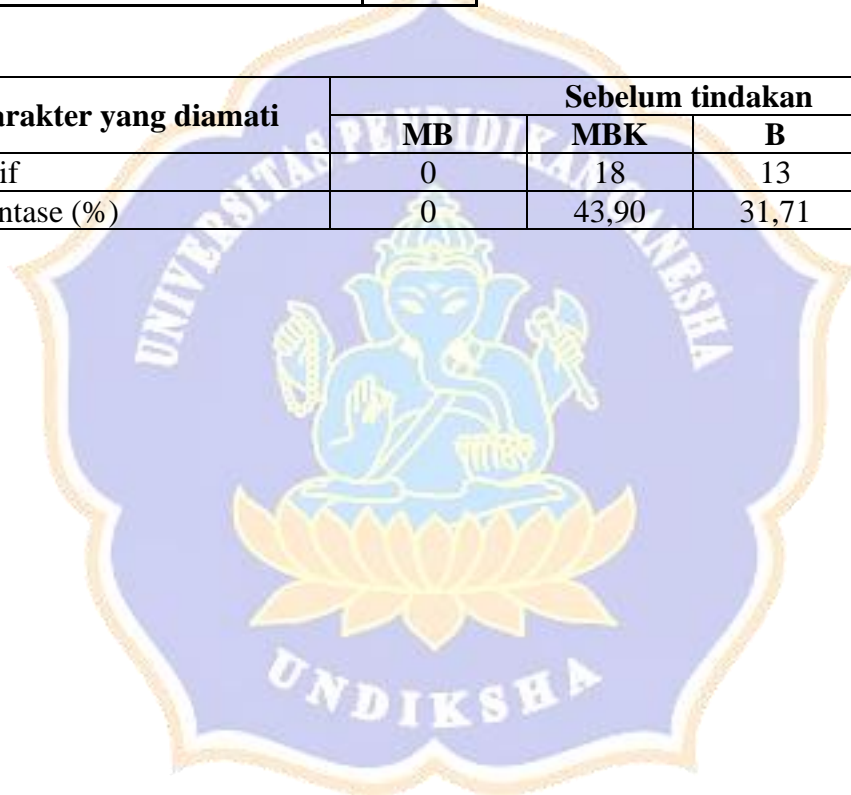 Sebelum tindakan
arakter yang diamati
MB MBK B
if 0 18 13
ntase (%) 0 43,90 31,71
UNIVERSITAS PENDIDIKAN GANESHA
UNDIKSHA